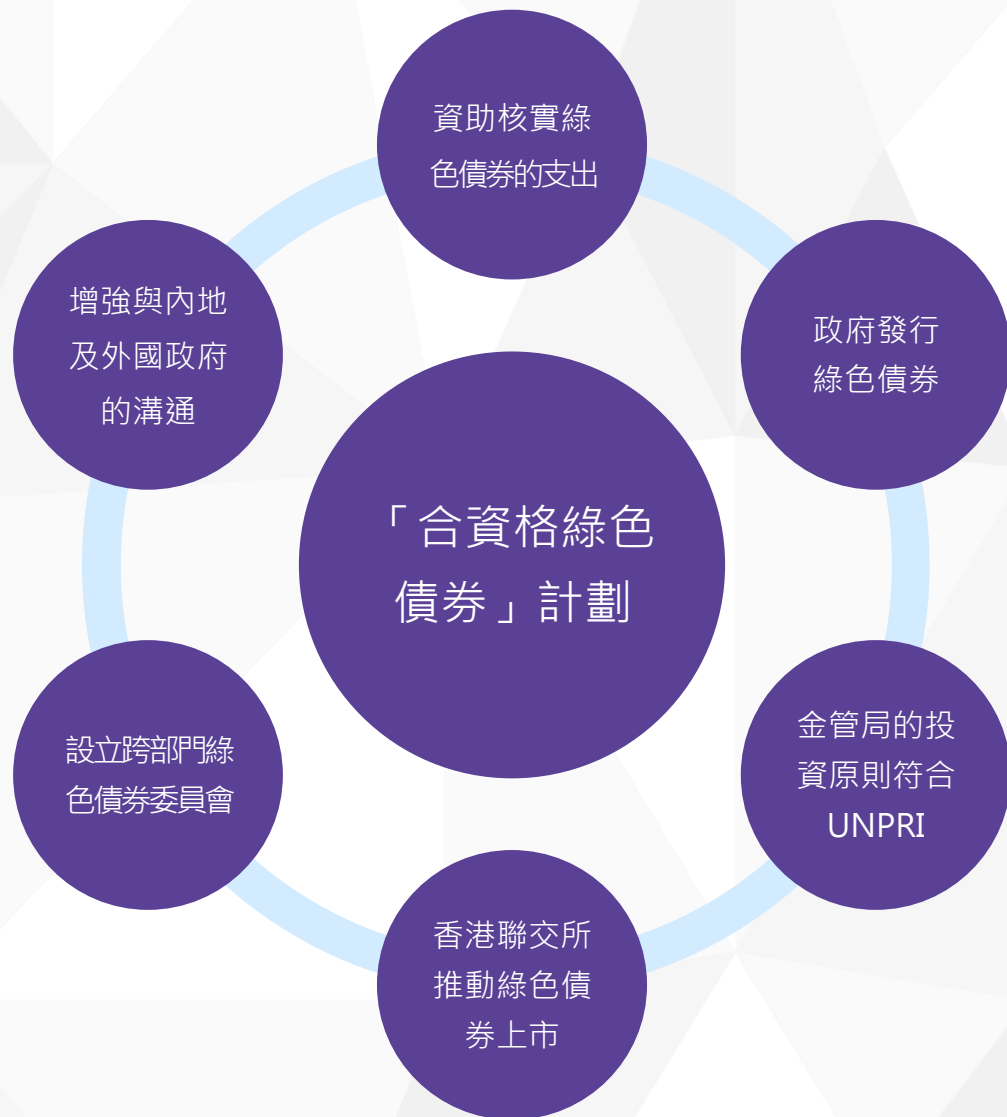 資助核實綠
色債券的支出
增強與內地
及外國政府
的溝通
政府發行
綠色債券
「合資格綠色
債券」計劃
設立跨部門綠
色債券委員會
金管局的投
資原則符合
UNPRI
香港聯交所
推動綠色債
券上市